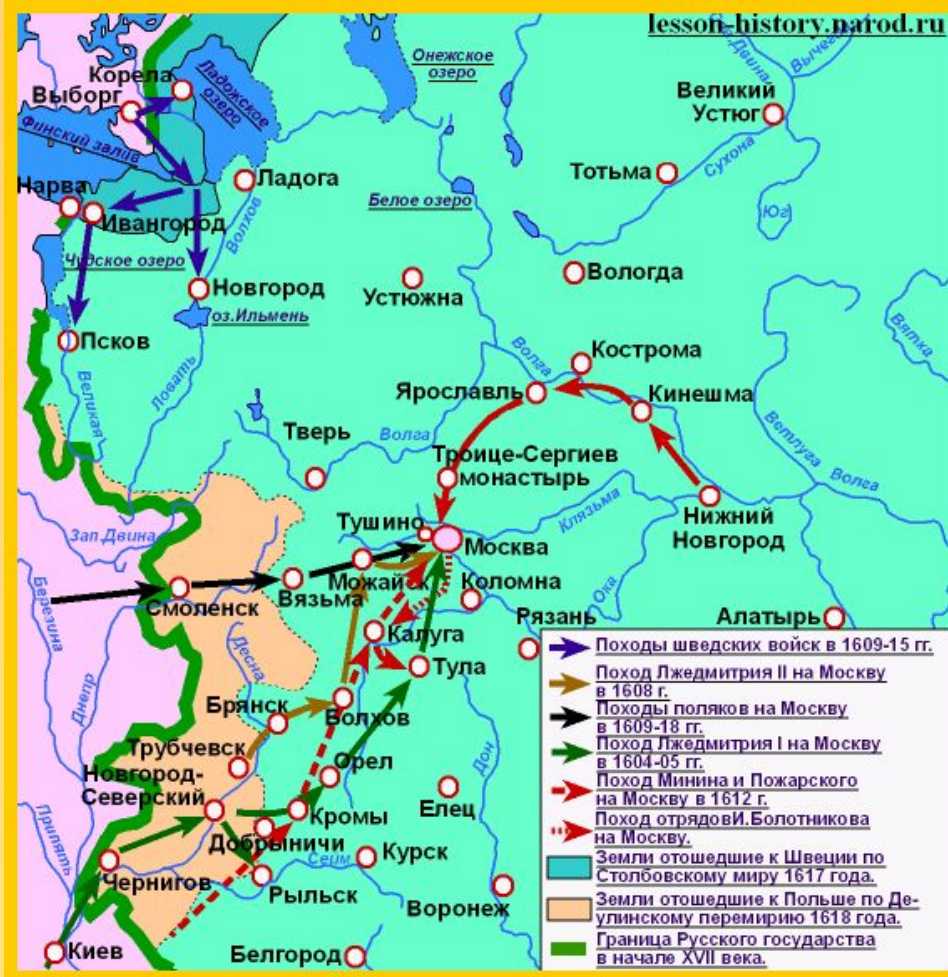 lesson-history.narod.ru
Онежское
озеро
Корела
Выборг
Ладожское
озеро
Финский залив
Великий
Устюг
Вычегда
Сухона
Тотьма
Ладога
Нарва
Ивангород
Волхов
Белое озеро
Юг
Чудское озеро
Новгород
оз.Ильмень
Устюжна
Вологда
Псков
Великая
Ловать
Вятка
Кострома
Волга
Ярославль
Кинешма
Ветлуга
Волга
Тверь
Волга
Троице-Сергиев
монастырь
Клязьма
Нижний
Новгород
Зап.Двина
Тушино
Москва
Можайск
Коломна
Вязьма
Смоленск
Березина
Ока
Рязань
Алатырь
Днепр
Десна
Калуга
Тула
Брянск
Волхов
Трубчевск
Новгород-
Северский
Орел
Дон
Елец
Кромы
Добрыничи
Припять
Сейм
Курск
Чернигов
Рыльск
Воронеж
Киев
Белгород
Походы шведских войск в 1609-15 гг.
Поход Лжедмитрия II на Москву
в 1608 г.
Походы поляков на Москву
в 1609-18 гг.
Поход Лжедмитрия I на Москву
в 1604-05 гг.
Поход Минина и Пожарского
на Москву в 1612 г.
Поход отрядовИ.Болотникова
на Москву.
Земли отошедшие к Швеции по
Столбовскому миру 1617 года.
Земли отошедшие к Польше по Де-
улинскому перемирию 1618 года.
Граница Русского государства
в начале XVII века.